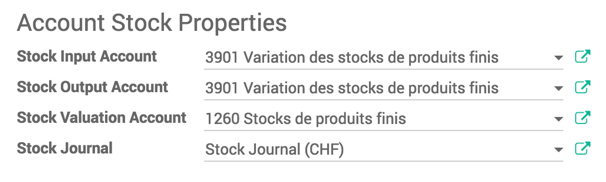 Account Stock Properties
Stock Input Account 3901 Variation des stocks de produits finis
Stock Output Account 3901 Variation des stocks de produits finis
Stock Valuation Account 1260 Stocks de produits finis
Stock Journal Stock Journal (CHF)